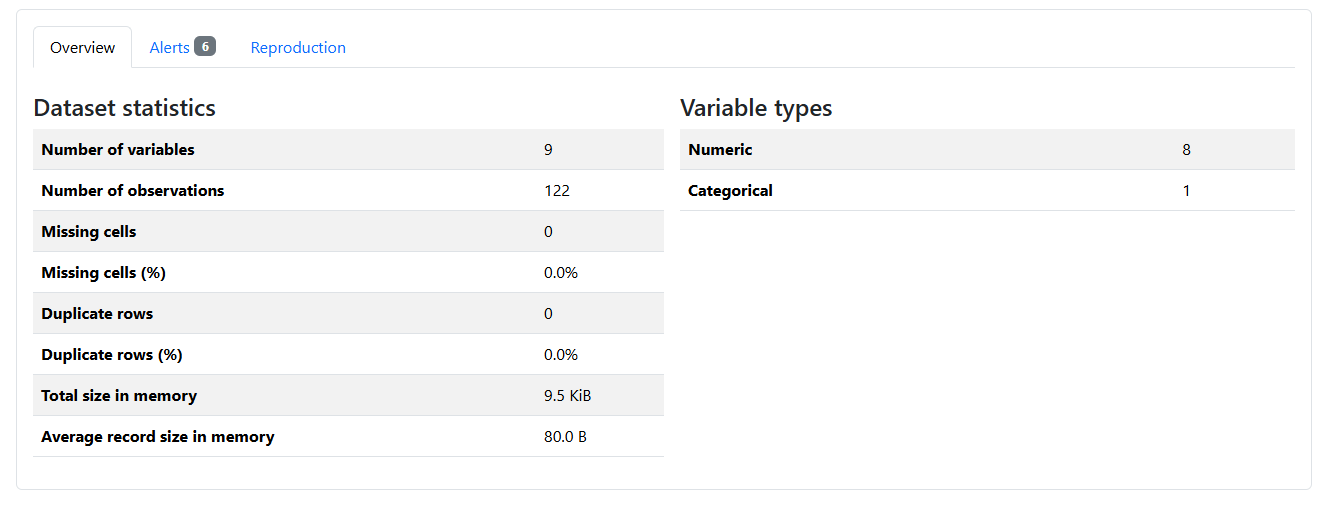 Overview Alerts 6 Reproduction
Dataset statistics
Number of variables 9
Number of observations 122
Missing cells 0
Missing cells (%) 0.0%
Duplicate rows 0
Duplicate rows (%) 0.0%
Total size in memory 9.5 KiB
Average record size in memory 80.0 B
Variable types
Numeric 8
Categorical 1